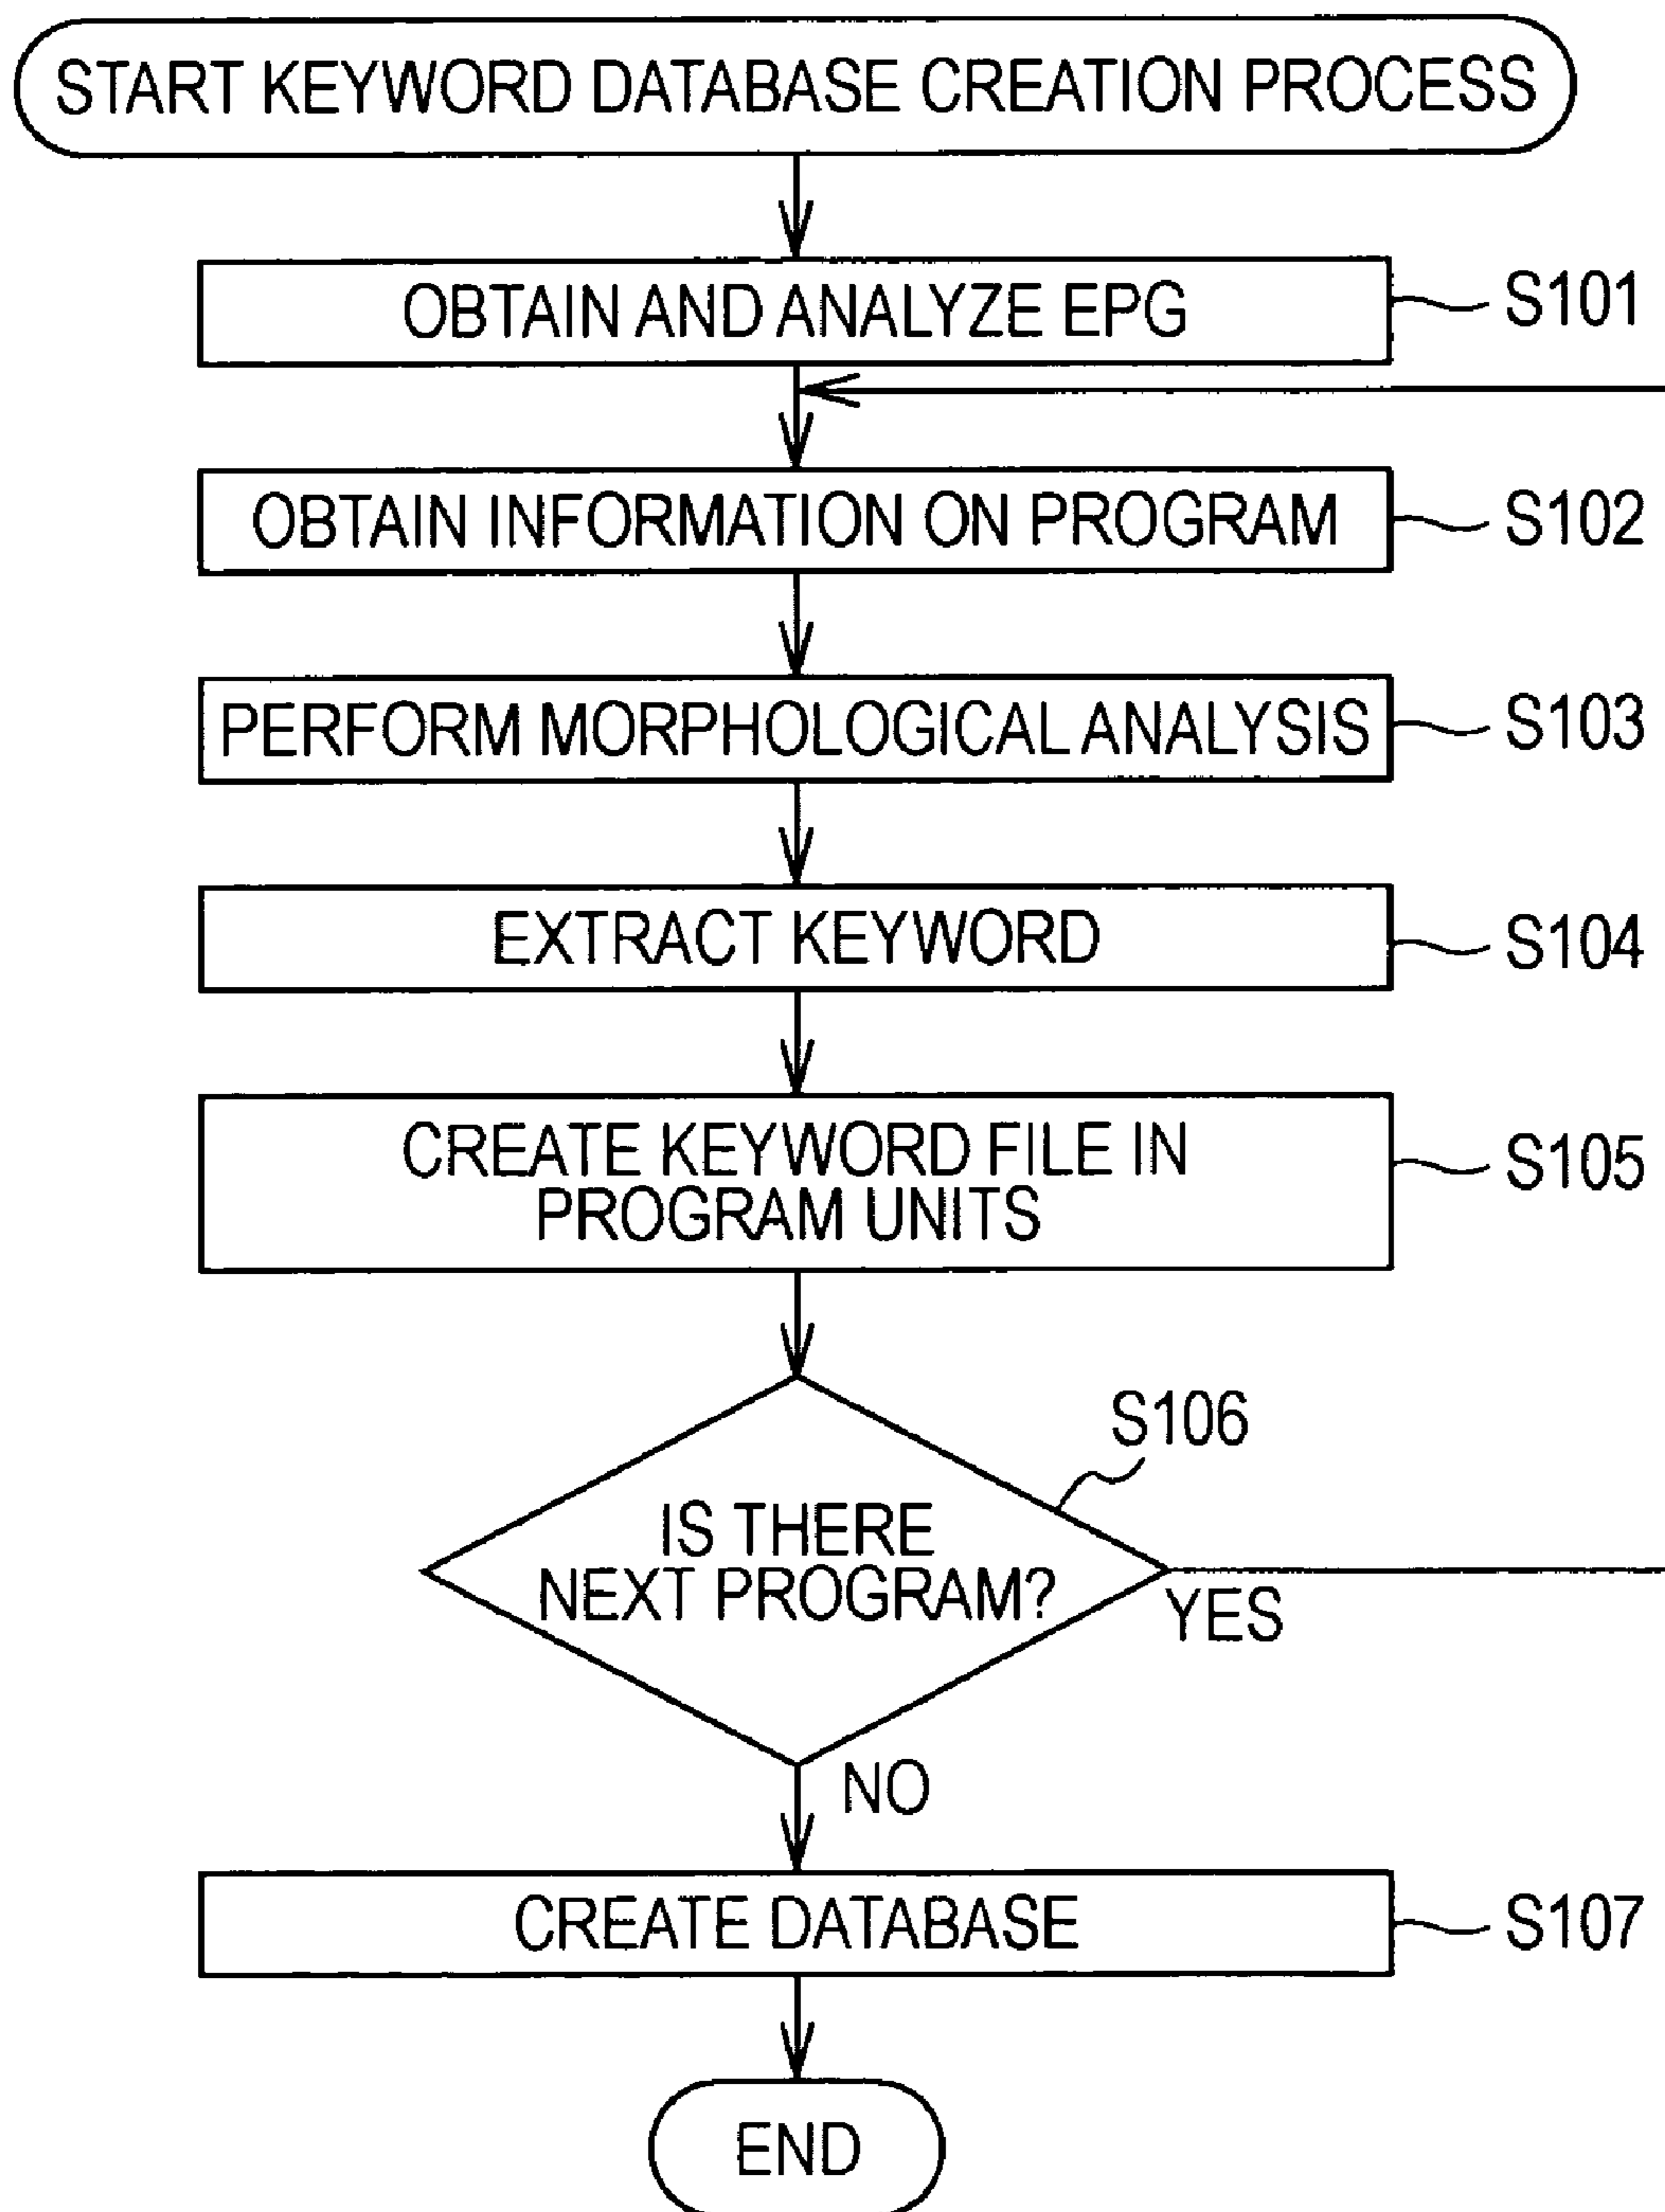 START KEYWORD DATABASE CREATION PROCESS
OBTAIN AND ANALYZE EPG
S101
OBTAIN INFORMATION ON PROGRAM
S102
PERFORM MORPHOLOGICAL ANALYSIS
S103
EXTRACT KEYWORD
S104
CREATE KEYWORD FILE IN
PROGRAM UNITS
S105
S106
IS THERE
NEXT PROGRAM?
YES
NO
CREATE DATABASE
S107
END